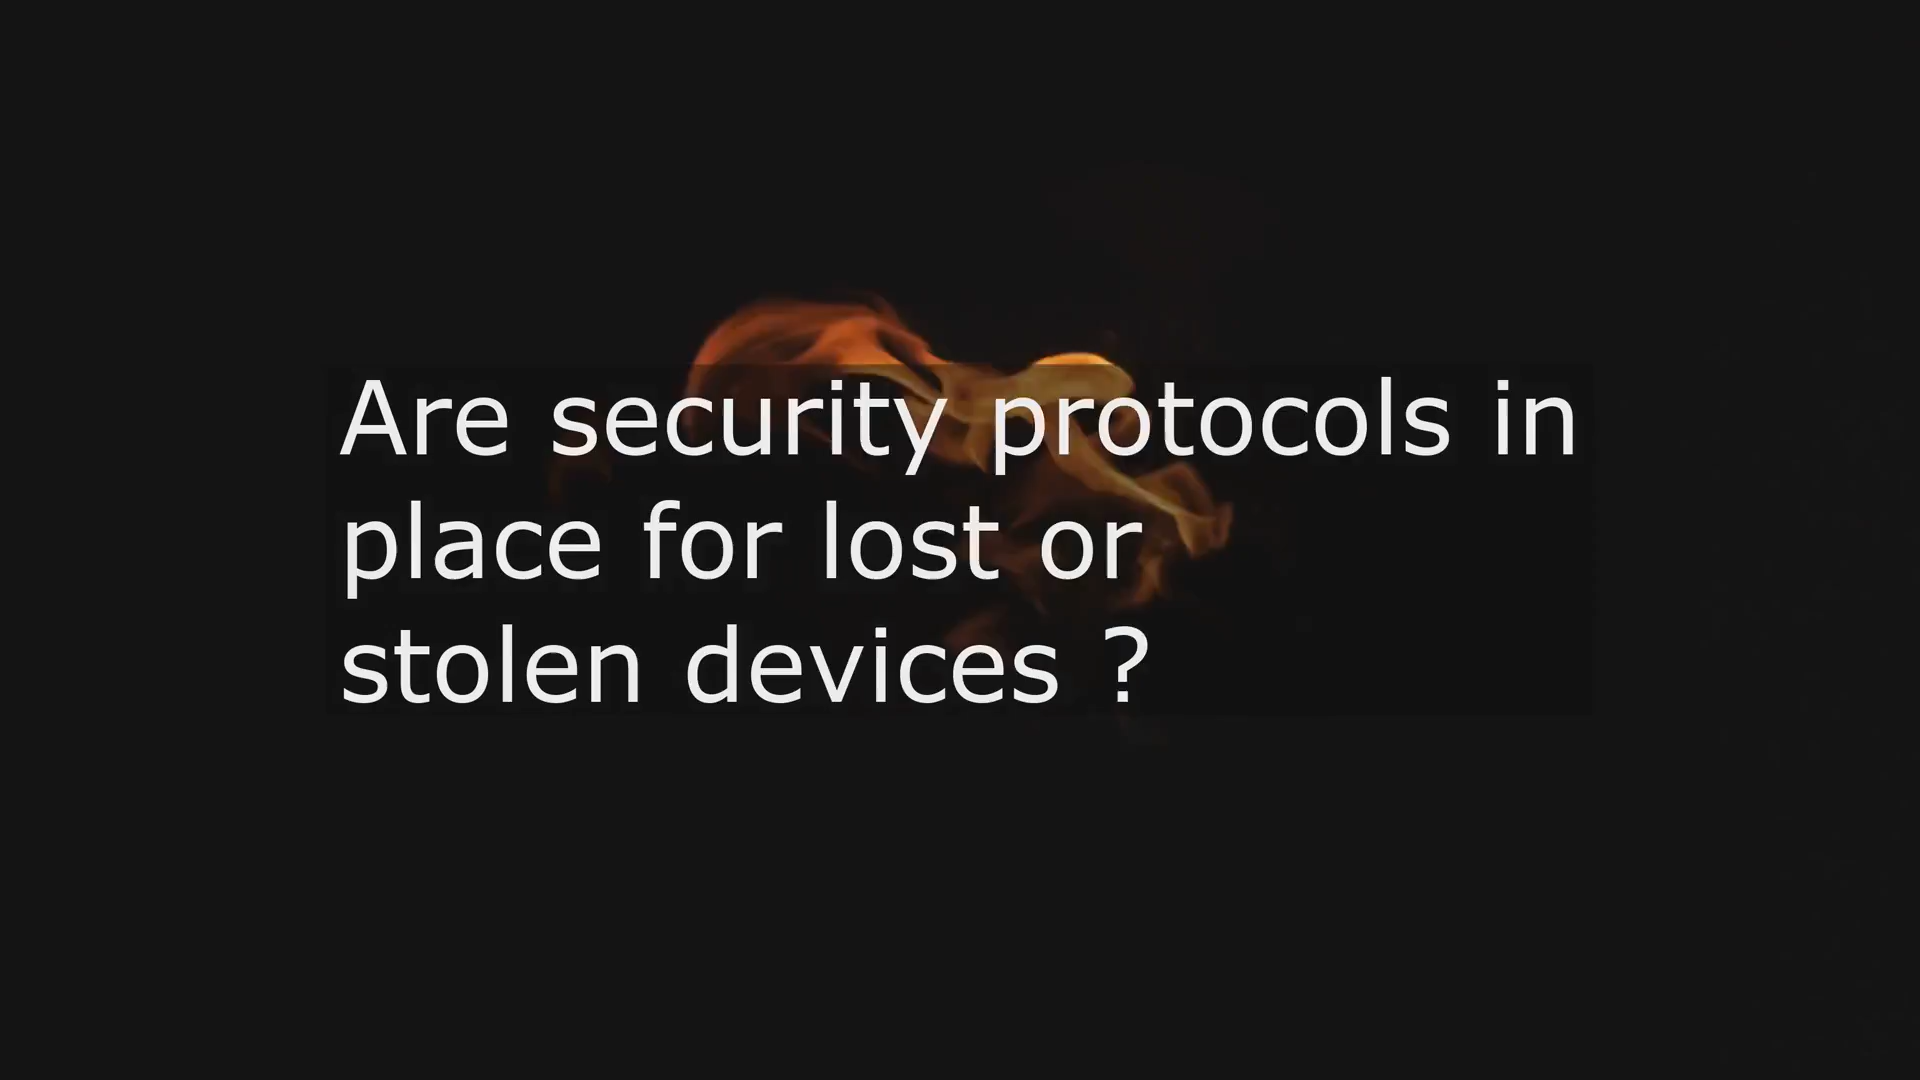 Are security protocols in
place for lost or
stolen devices ?